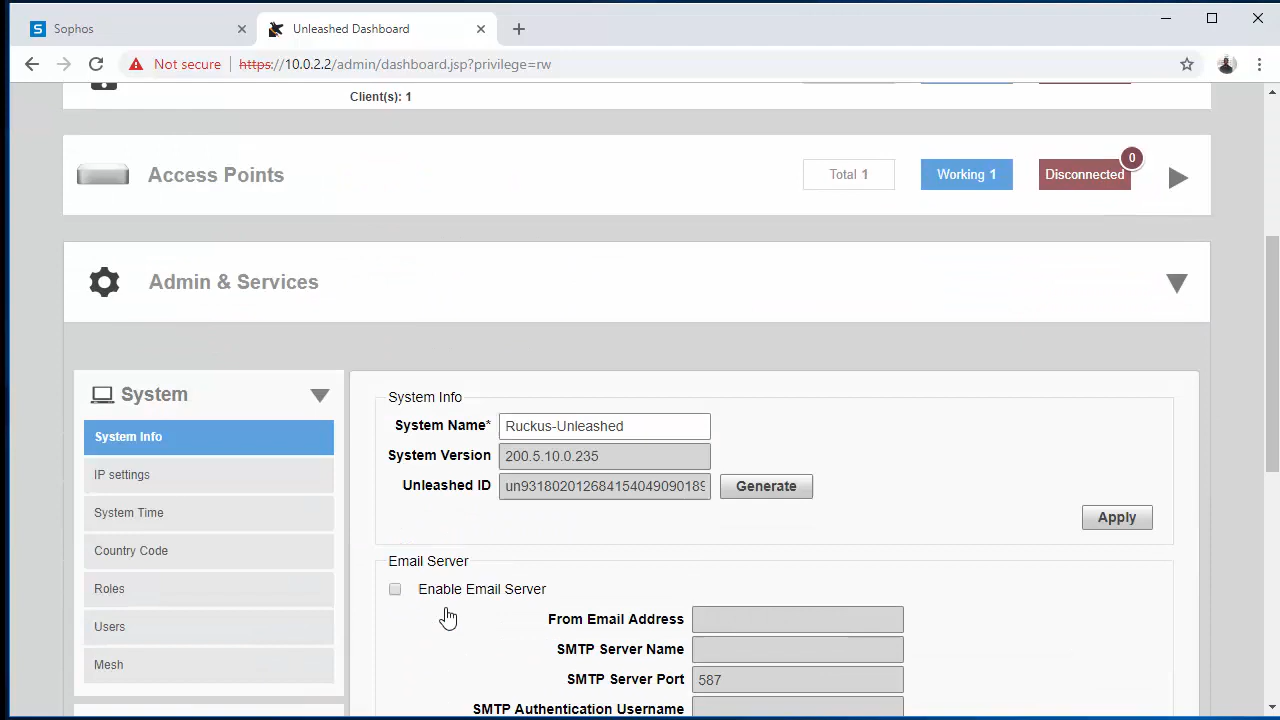 Sophos
Unleashed Dashboard
Not secure
https://10.0.2.2/admin/dashboard.jsp?privilege=rw
Client(s): 1
Access Points
Total 1
Working 1
Disconnected
0
Admin & Services
System
System Info
IP settings
System Time
Country Code
Roles
Users
Mesh
System Info
System Name* Ruckus-Unleashed
System Version 200.5.10.0.235
Unleashed ID un9318020126841540490901895 Generate
Apply
Email Server
Enable Email Server
From Email Address
SMTP Server Name
SMTP Server Port 587
SMTP Authentication Username